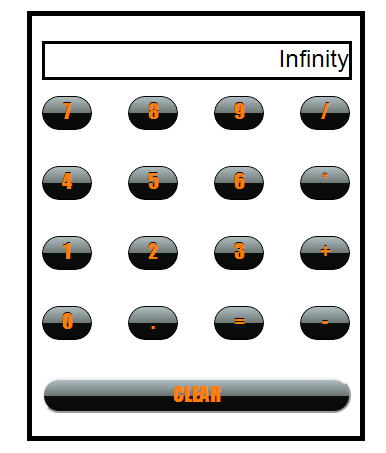 Infinity
7 8 9 /
4 5 6 *
1 2 3 +
0 . = -
CLEAR